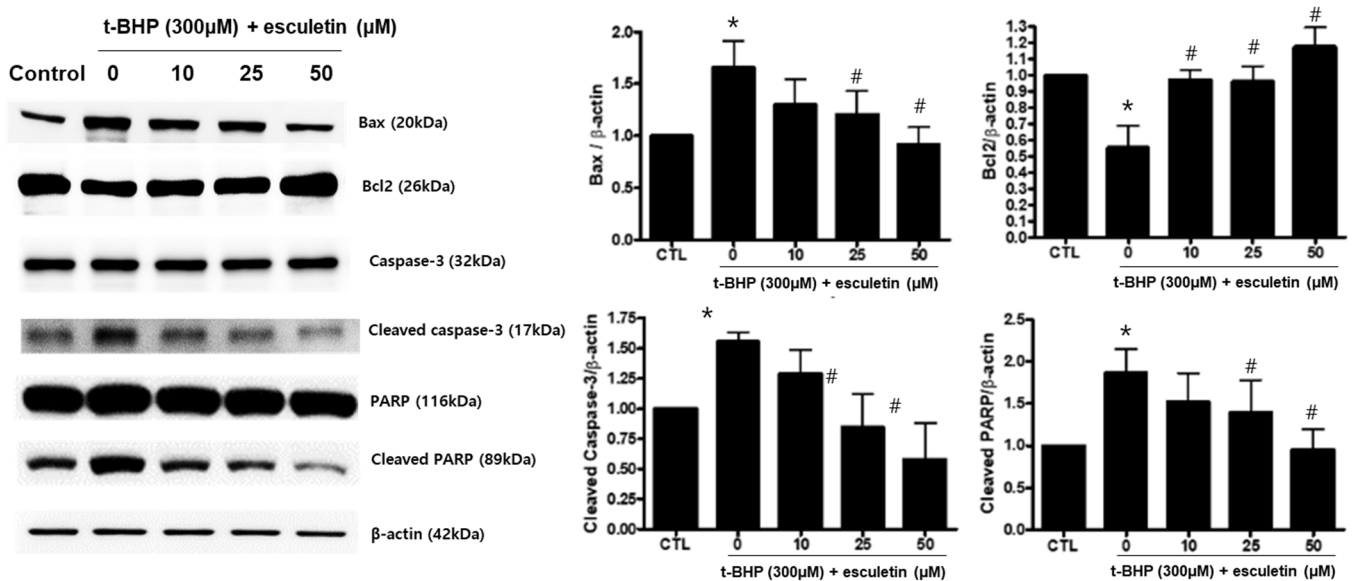 t-BHP (300μM) + esculetin (μM)
Control 0 10 25 50
Bax (20kDa)
Bcl2 (26kDa)
Caspase-3 (32kDa)
Cleaved caspase-3 (17kDa)
PARP (116kDa)
Cleaved PARP (89kDa)
β-actin (42kDa)
Bax / β-actin
2.0
1.5
1.0
0.5
0.0
*
#
#
CTL 0 10 25 50
t-BHP (300μM) + esculetin (μM)
Bcl2/β-actin
1.3
1.2
1.1
1.0
0.9
0.8
0.7
0.6
0.5
0.4
0.3
0.2
0.1
0.0
*
#
#
#
CTL 0 10 25 50
t-BHP (300μM) + esculetin (μM)
Cleaved Caspase-3/β-actin
1.75
1.50
1.25
1.00
0.75
0.50
0.25
0.00
*
#
#
CTL 0 10 25 50
t-BHP (300μM) + esculetin (μM)
Cleaved PARP/β-actin
2.5
2.0
1.5
1.0
0.5
0.0
*
#
#
CTL 0 10 25 50
t-BHP (300μM) + esculetin (μM)